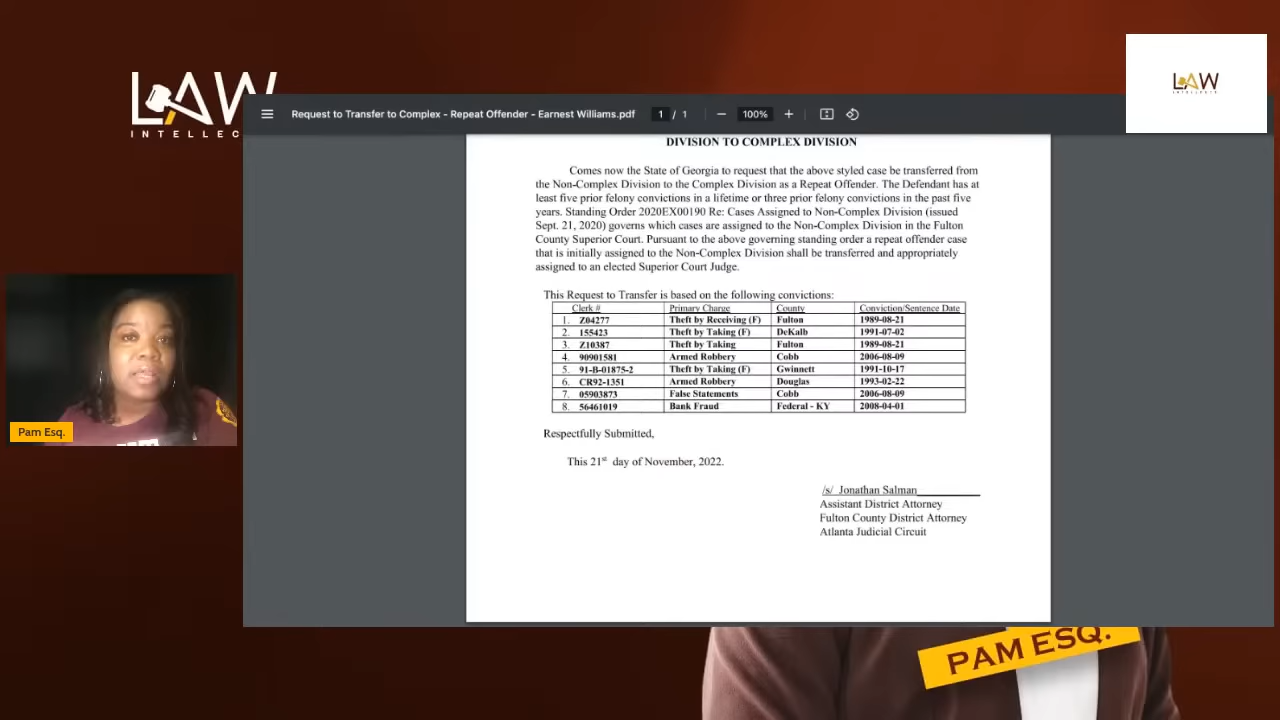 LAW
INTELLEC
LAW
INTELLECTS
Request to Transfer to Complex - Repeat Offender - Earnest Williams.pdf 1 / 1 100%
DIVISION TO COMPLEX DIVISION
Comes now the State of Georgia to request that the above styled case be transferred from
the Non-Complex Division to the Complex Division as a Repeat Offender. The Defendant has at
least five prior felony convictions in a lifetime or three prior felony convictions in the past five
years. Standing Order 2020EX00190 Re: Cases Assigned to Non-Complex Division (issued
Sept. 21, 2020) governs which cases are assigned to the Non-Complex Division in the Fulton
County Superior Court. Pursuant to the above governing standing order a repeat offender case
that is initially assigned to the Non-Complex Division shall be transferred and appropriately
assigned to an elected Superior Court Judge.
This Request to Transfer is based on the following convictions:
Clerk # Primary Charge County Conviction/Sentence Date
1. Z04277 Theft by Receiving (F) Fulton 1989-08-21
2. 155423 Theft by Taking (F) DeKalb 1991-07-02
3. Z10387 Theft by Taking Fulton 1989-08-21
4. 90901581 Armed Robbery Cobb 2006-08-09
5. 91-B-01875-2 Theft by Taking (F) Gwinnett 1991-10-17
6. CR92-1351 Armed Robbery Douglas 1993-02-22
7. 05903873 False Statements Cobb 2006-08-09
8. 56461019 Bank Fraud Federal - KY 2008-04-01
Respectfully Submitted,
This 21st day of November, 2022.
/s/ Jonathan Salman
Assistant District Attorney
Fulton County District Attorney
Atlanta Judicial Circuit
Pam Esq.
PAM ESQ.